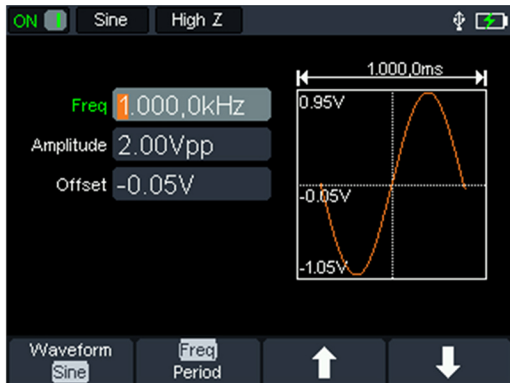 ON Sine High Z
1.000,0ms
Freq 1.000,0kHz
0.95V
Amplitude 2.00Vpp
Offset -0.05V
-0.05V
-1.05V
Waveform Freq
Sine Period